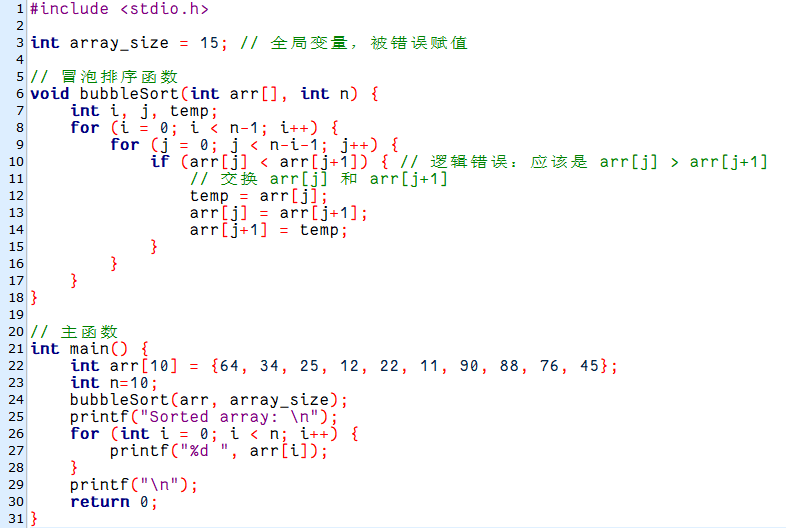 1 #include <stdio.h>
2
3 int array_size = 15; // 全局变量, 被错误赋值
4
5 // 冒泡排序函数
6 void bubbleSort(int arr[], int n) {
7     int i, j, temp;
8     for (i = 0; i < n-1; i++) {
9         for (j = 0; j < n-i-1; j++) {
10             if (arr[j] < arr[j+1]) { // 逻辑错误: 应该是 arr[j] > arr[j+1]
11                 // 交换 arr[j] 和 arr[j+1]
12                 temp = arr[j];
13                 arr[j] = arr[j+1];
14                 arr[j+1] = temp;
15             }
16         }
17     }
18 }
19
20 // 主函数
21 int main() {
22     int arr[10] = {64, 34, 25, 12, 22, 11, 90, 88, 76, 45};
23     int n=10;
24     bubbleSort(arr, array_size);
25     printf("Sorted array: \n");
26     for (int i = 0; i < n; i++) {
27         printf("%d ", arr[i]);
28     }
29     printf("\n");
30     return 0;
31 }